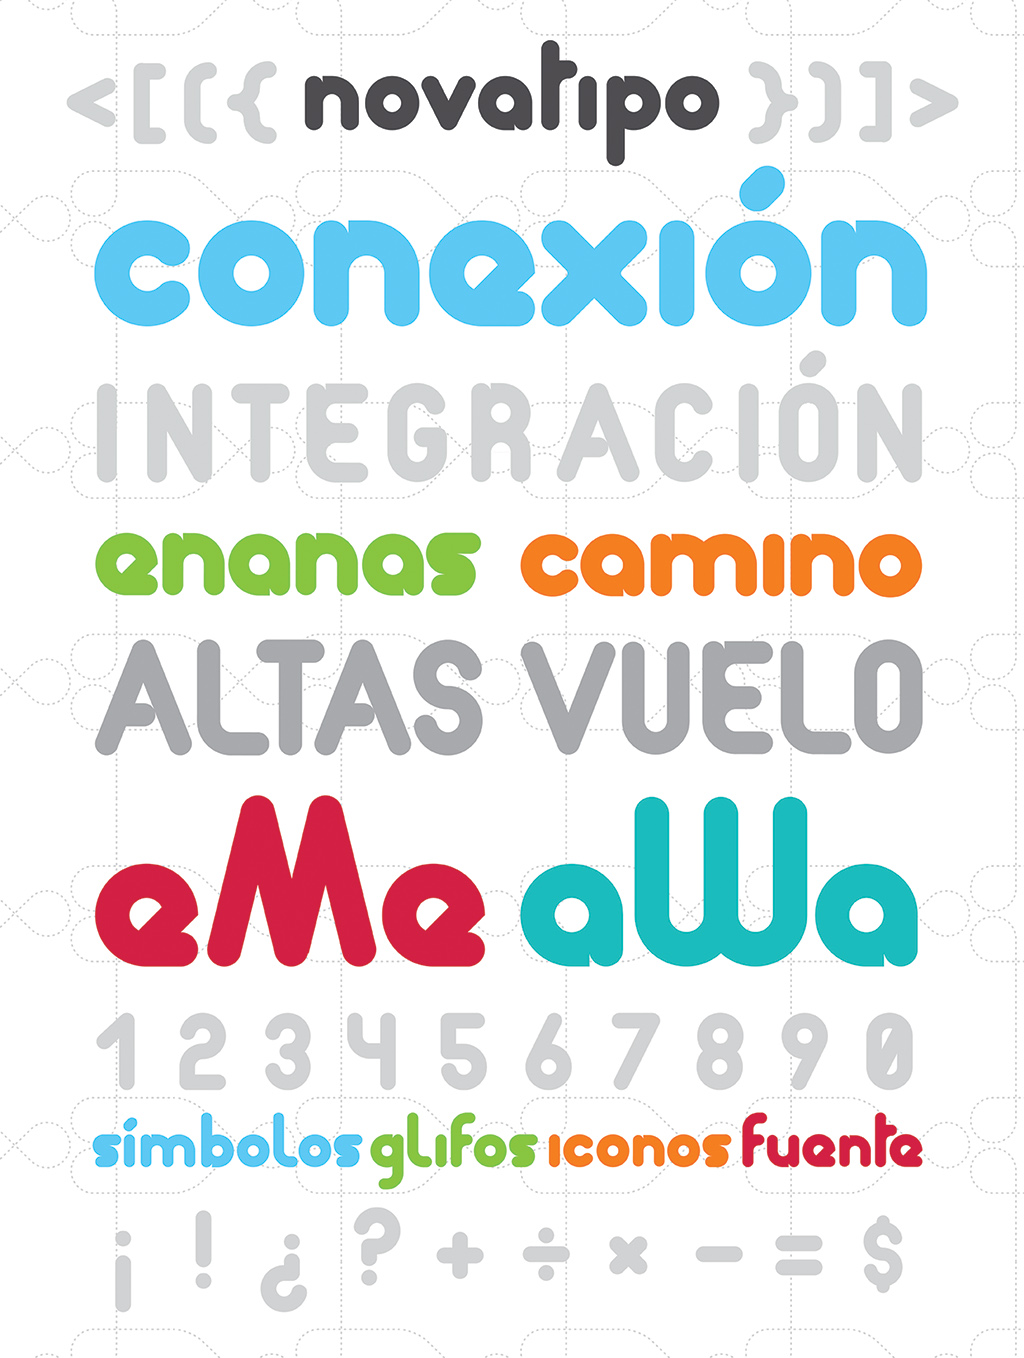 <[({ novatipo })]>
conexión
INTEGRACIÓN
enanas camino
ALTAS VUELO
eMe aWa
1 2 3 4 5 6 7 8 9 0
símbolos glifos iconos fuente
¡ ! ¿ ? + ÷ × − = $